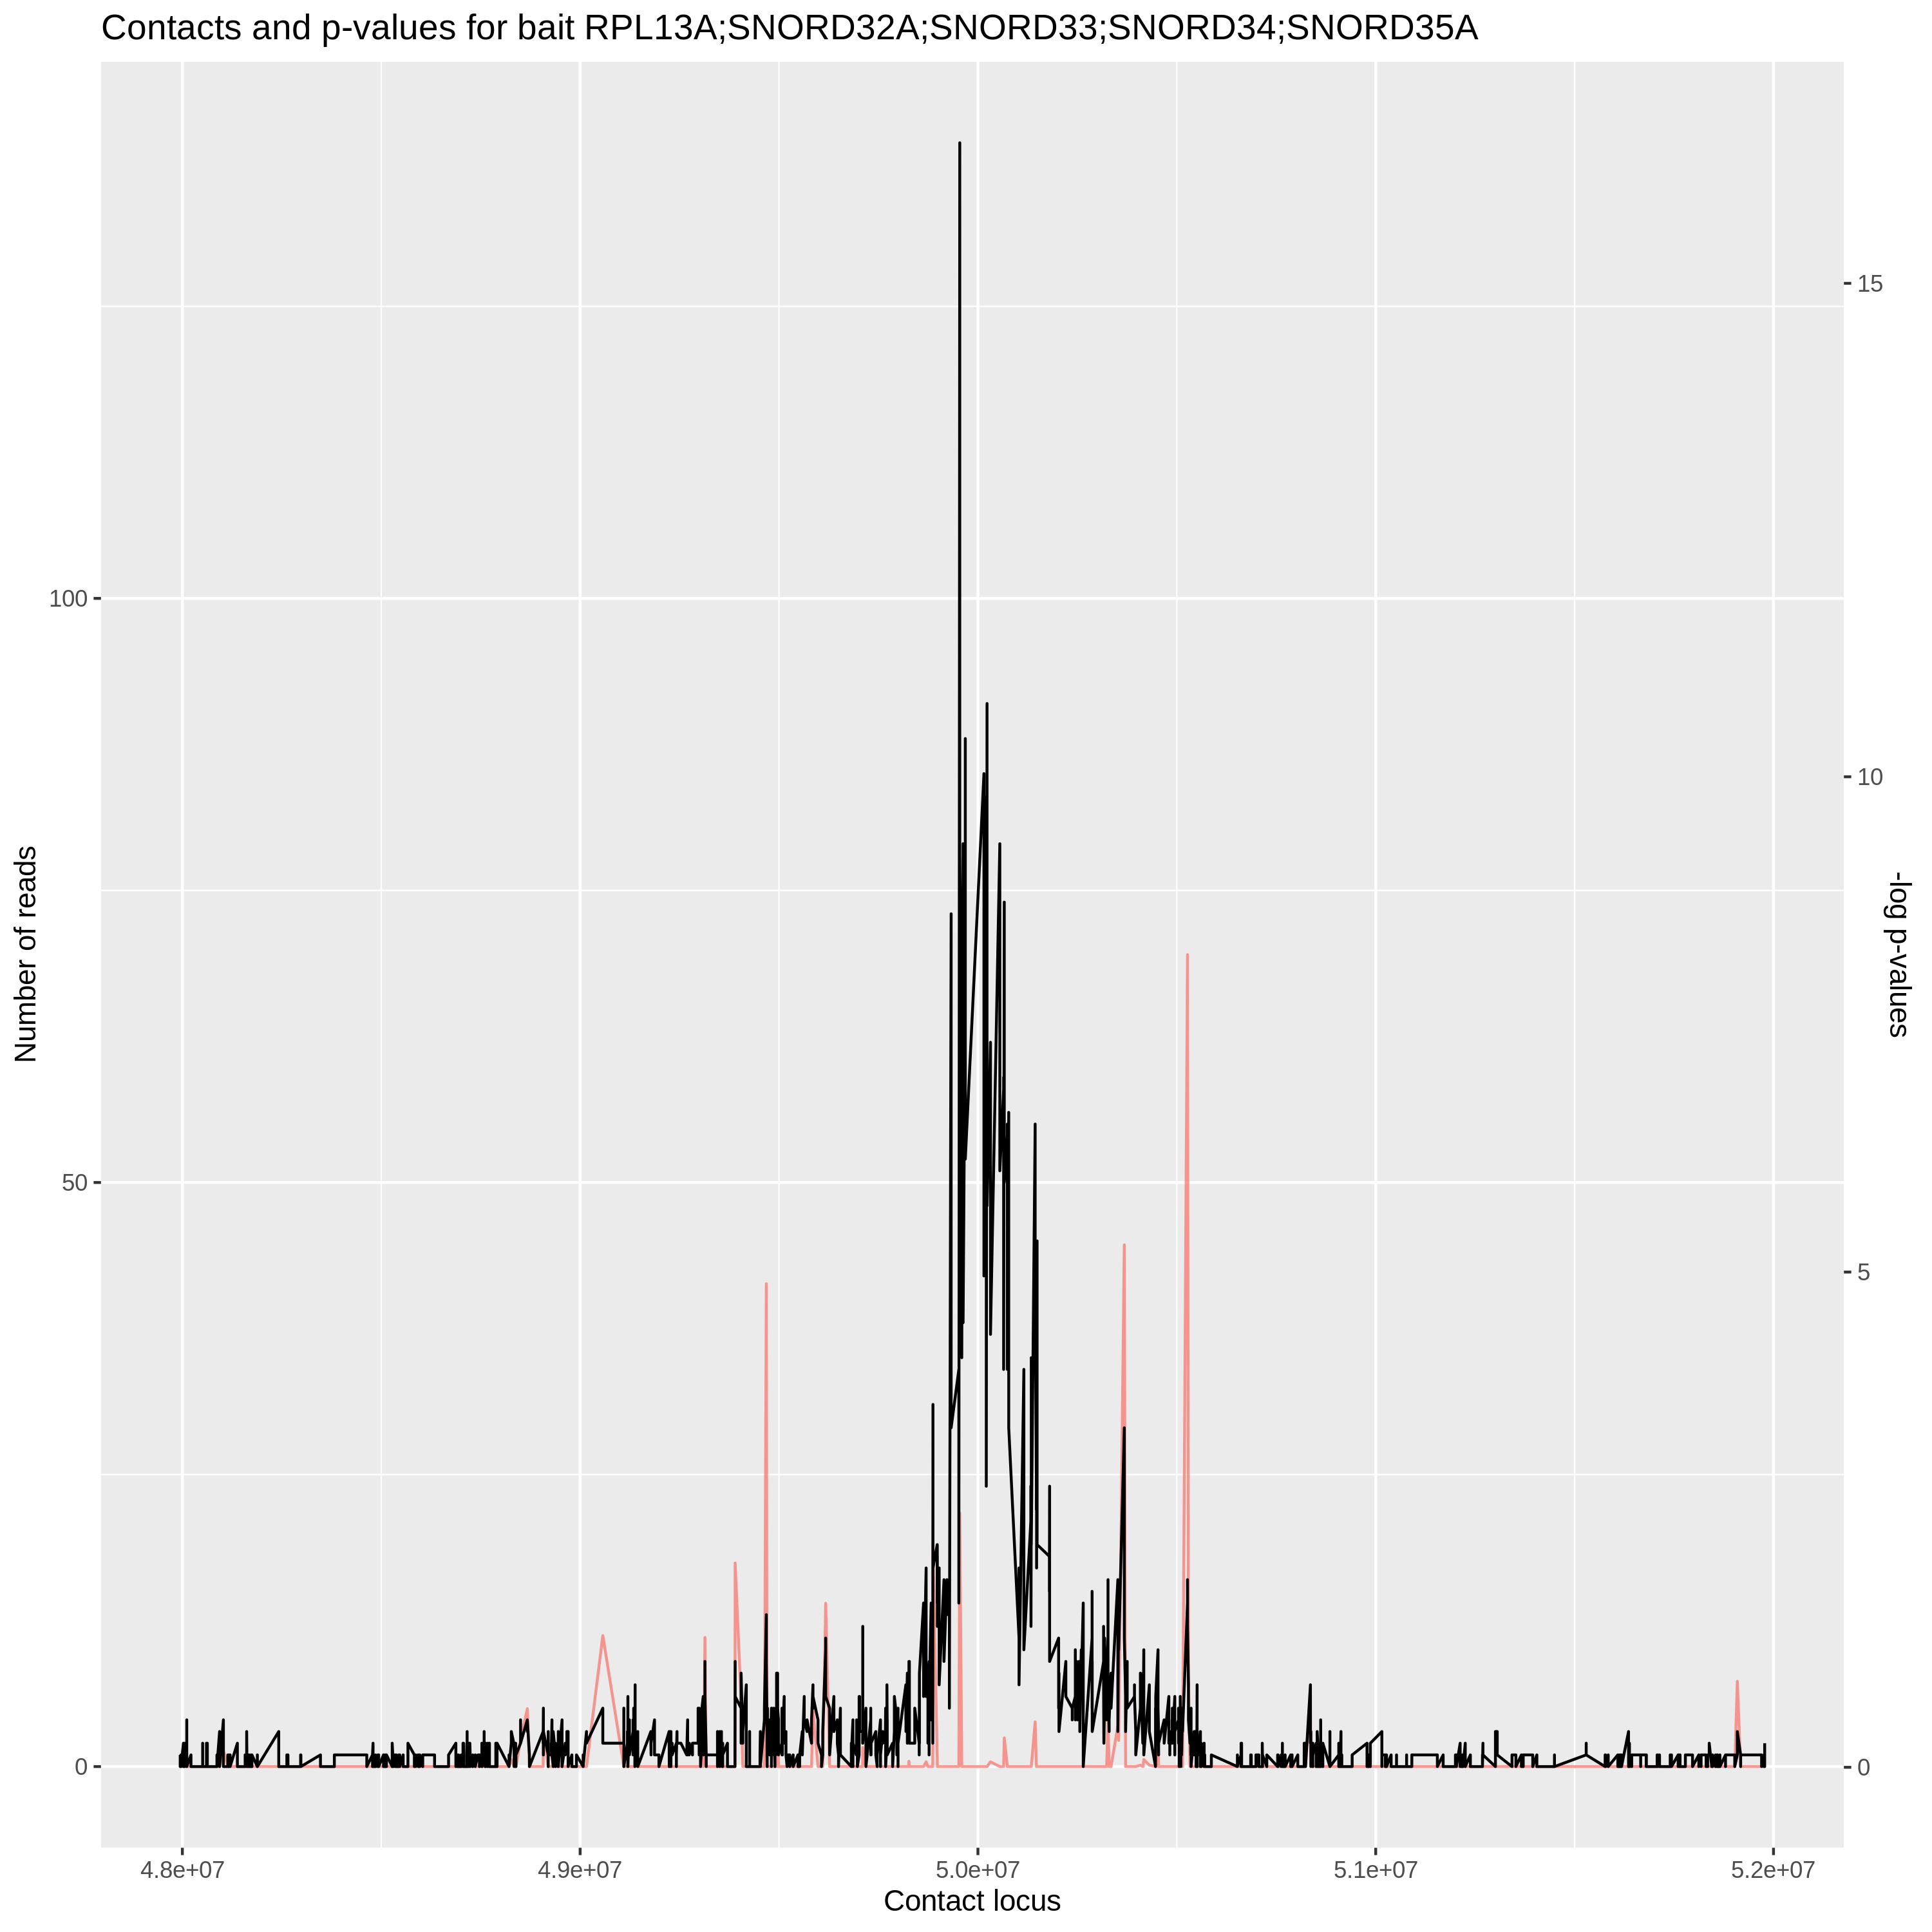 Contacts and p-values for bait RPL13A;SNORD32A;SNORD33;SNORD34;SNORD35A
15
100
10
Number of reads
-log p-values
50
5
0
0
4.8e+07
4.9e+07
5.0e+07
5.1e+07
5.2e+07
Contact locus